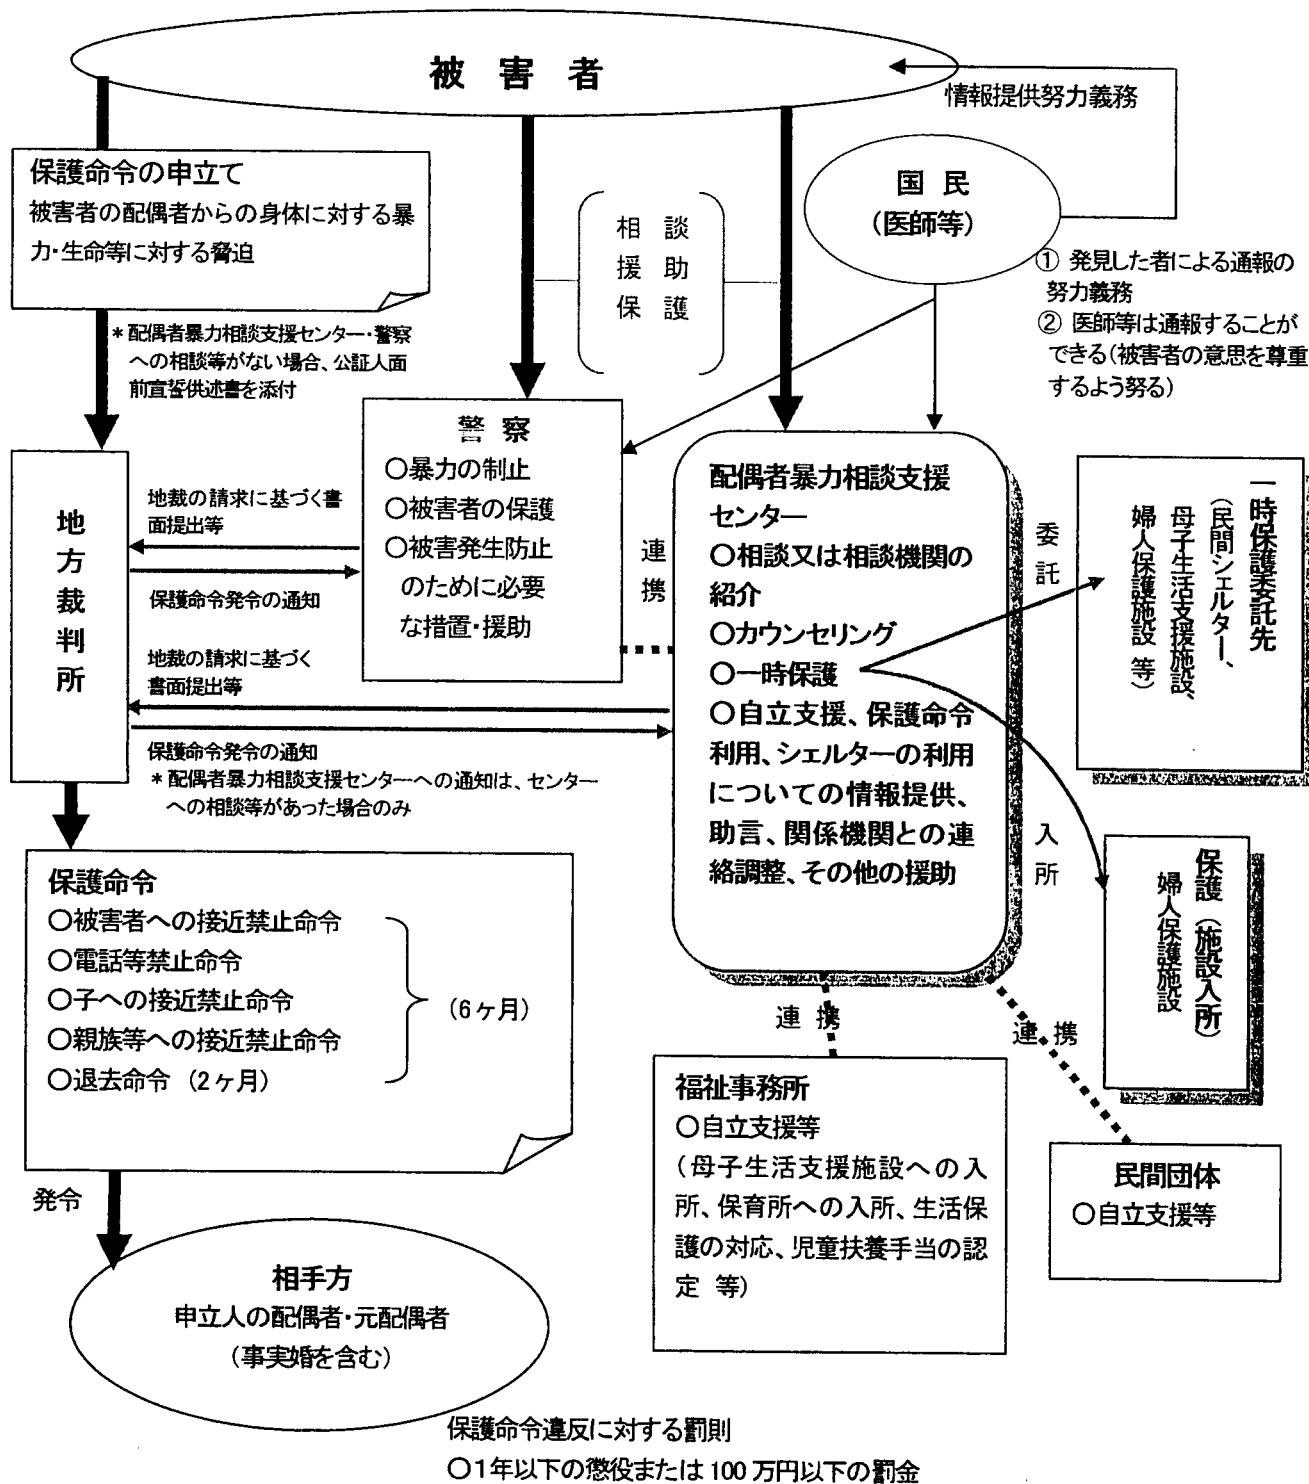 被 害 者
情報提供努力義務
保護命令の申立て
被害者の配偶者からの身体に対する暴
力・生命等に対する脅迫
国 民
(医師等)
相 談
援 助
保 護
① 発見した者による通報の
努力義務
② 医師等は通報することが
できる(被害者の意思を尊重
するよう努る)
* 配偶者暴力相談支援センター・警察
への相談等がない場合、公証人面
前宣誓供述書を添付
警 察
○暴力の制止
○被害者の保護
○被害発生防止
のために必要
な措置・援助
地方裁判所
地裁の請求に基づく書
面提出等
保護命令発令の通知
地裁の請求に基づく
書面提出等
保護命令発令の通知
* 配偶者暴力相談支援センターへの通知は、センター
への相談等があった場合のみ
連携
配偶者暴力相談支援
センター
○相談又は相談機関の
紹介
○カウンセリング
○一時保護
○自立支援、保護命令
利用、シェルターの利用
についての情報提供、
助言、関係機関との連
絡調整、その他の援助
委託
一時保護委託先
(民間シェルター、
母子生活支援施設、
婦人保護施設 等)
入所
保護(施設入所)
婦人保護施設
保護命令
○被害者への接近禁止命令
○電話等禁止命令
○子への接近禁止命令
○親族等への接近禁止命令
○退去命令 (2ヶ月)
(6ヶ月)
連携
連携
福祉事務所
○自立支援等
(母子生活支援施設への入
所、保育所への入所、生活保
護の対応、児童扶養手当の認
定 等)
民間団体
○自立支援等
発令
相手方
申立人の配偶者・元配偶者
(事実婚を含む)
保護命令違反に対する罰則
○1年以下の懲役または 100 万円以下の罰金